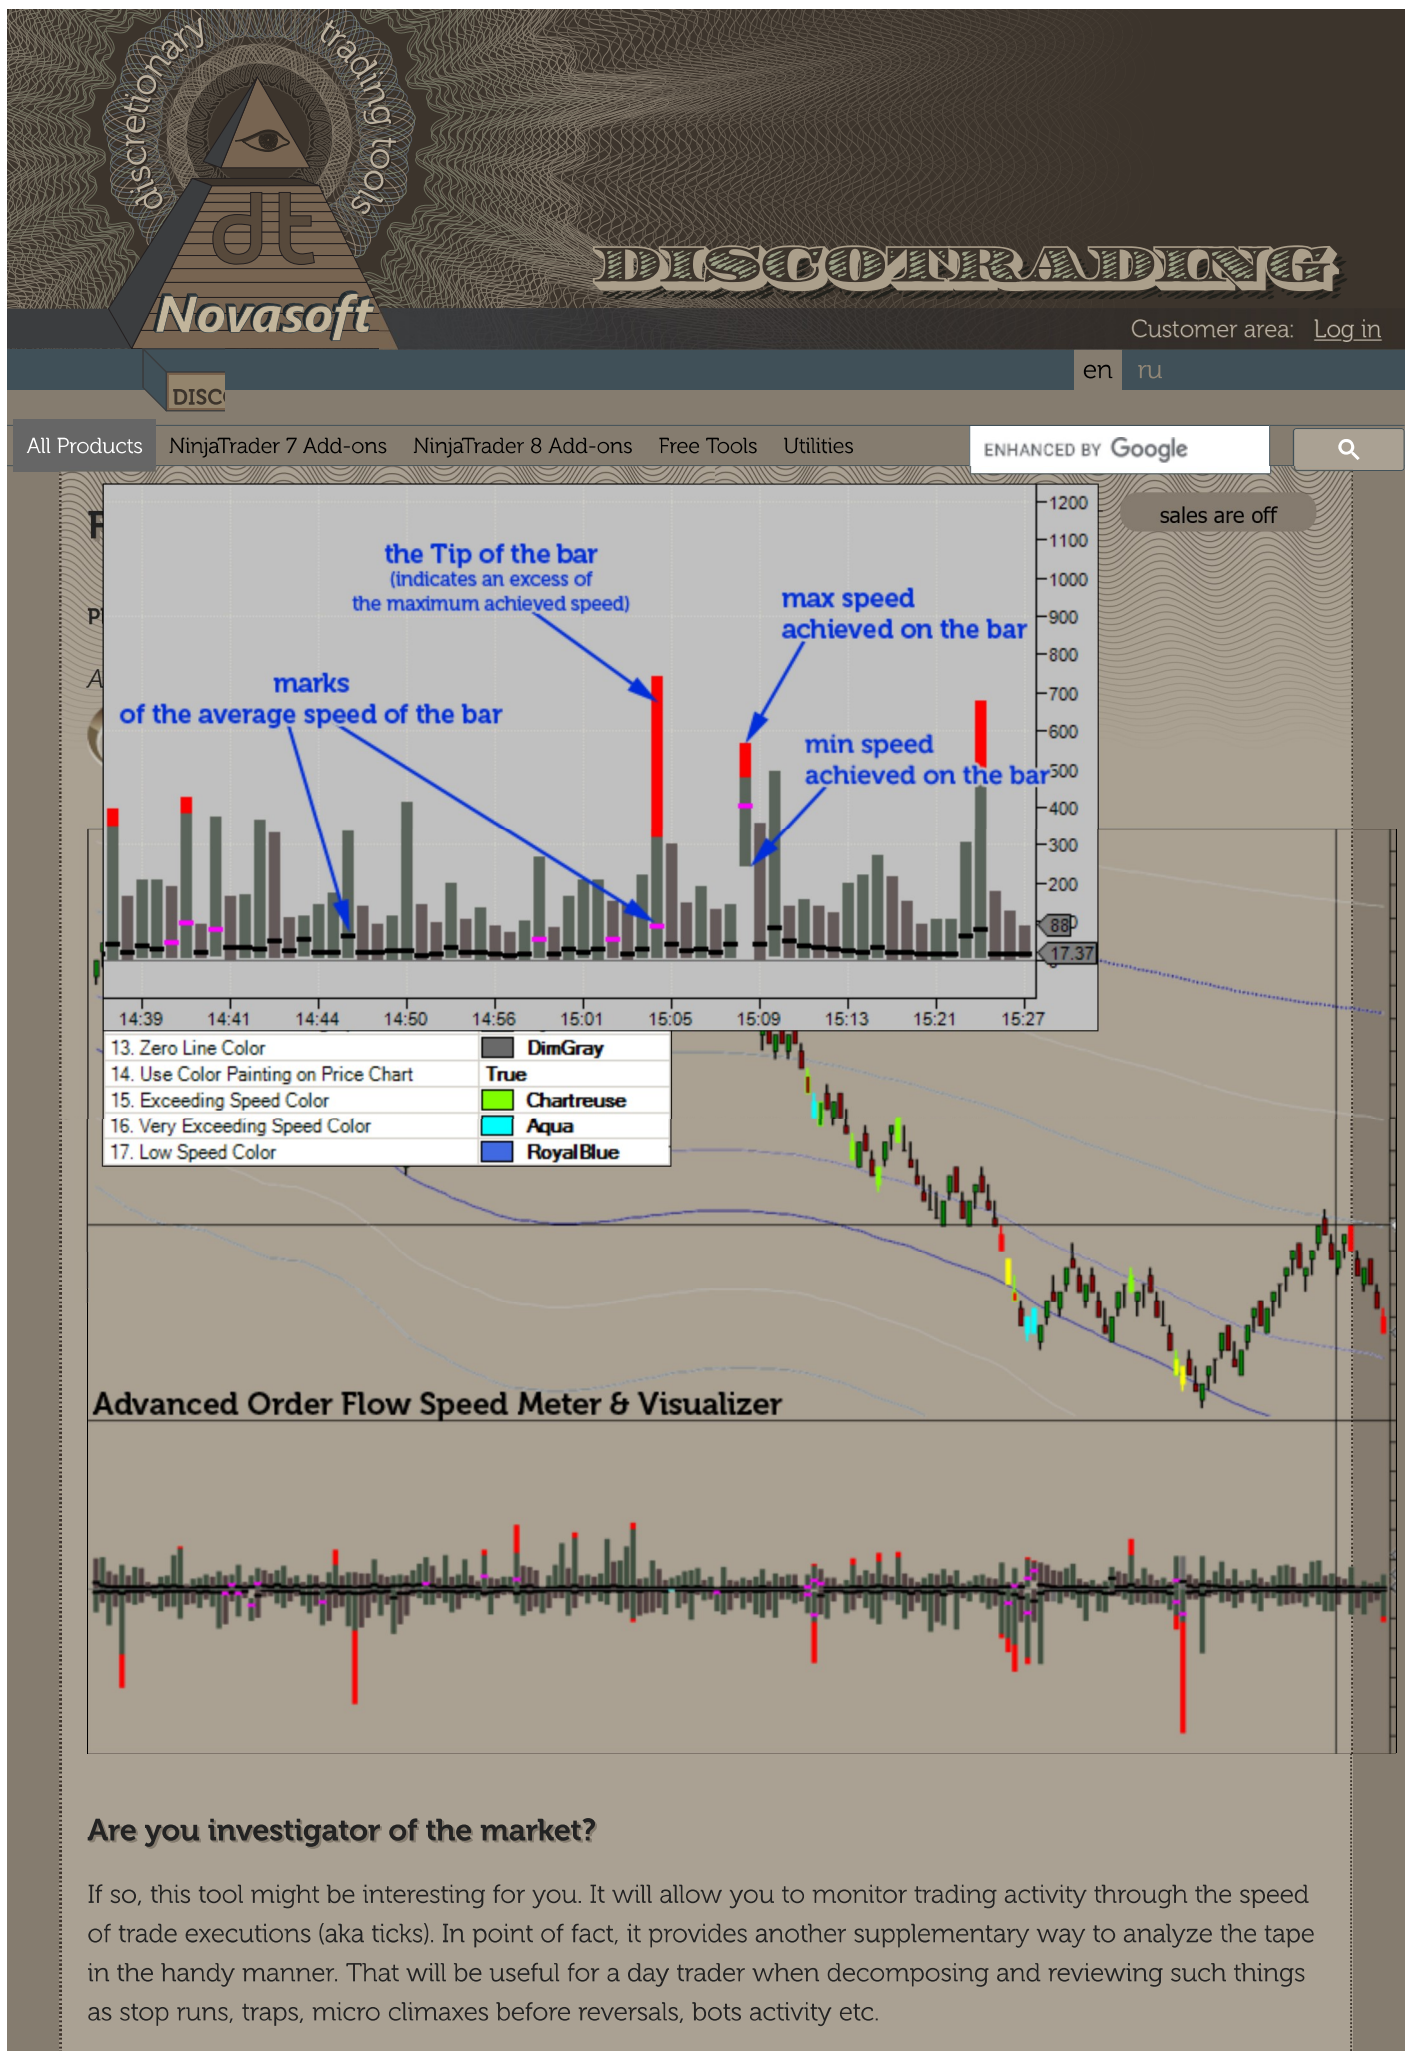 discretionary trading tools
dt
Novasoft
DISCOTRADING
Customer area: Log in
en ru
DISC
All Products NinjaTrader 7 Add-ons NinjaTrader 8 Add-ons Free Tools Utilities
ENHANCED BY Google
sales are off
the Tip of the bar
(indicates an excess of
the maximum achieved speed)
max speed
achieved on the bar
marks
of the average speed of the bar
min speed
achieved on the bar
1200
1100
1000
900
800
700
600
500
400
300
200
88
17.37
14:39 14:41 14:44 14:50 14:56 15:01 15:05 15:09 15:13 15:21 15:27
13. Zero Line Color DimGray
14. Use Color Painting on Price Chart True
15. Exceeding Speed Color Chartreuse
16. Very Exceeding Speed Color Aqua
17. Low Speed Color RoyalBlue
Advanced Order Flow Speed Meter & Visualizer
Are you investigator of the market?
If so, this tool might be interesting for you. It will allow you to monitor trading activity through the speed
of trade executions (aka ticks). In point of fact, it provides another supplementary way to analyze the tape
in the handy manner. That will be useful for a day trader when decomposing and reviewing such things
as stop runs, traps, micro climaxes before reversals, bots activity etc.